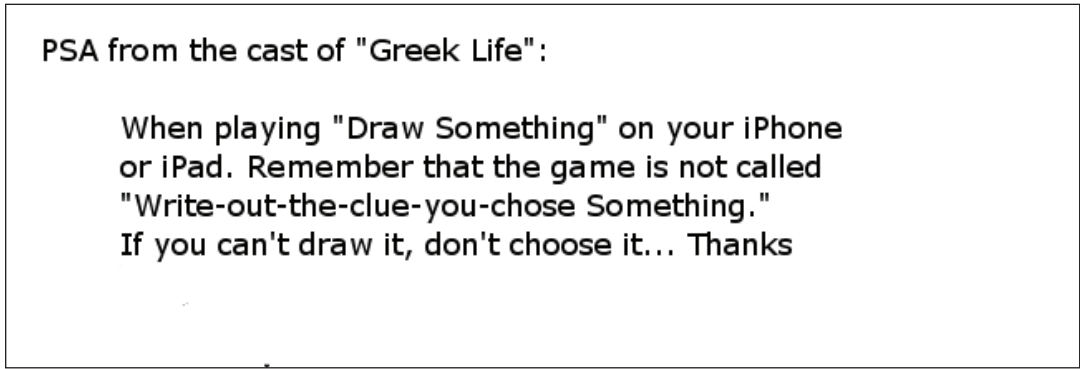 PSA from the cast of "Greek Life":
When playing "Draw Something" on your iPhone
or iPad. Remember that the game is not called
"Write-out-the-clue-you-chose Something."
If you can't draw it, don't choose it... Thanks